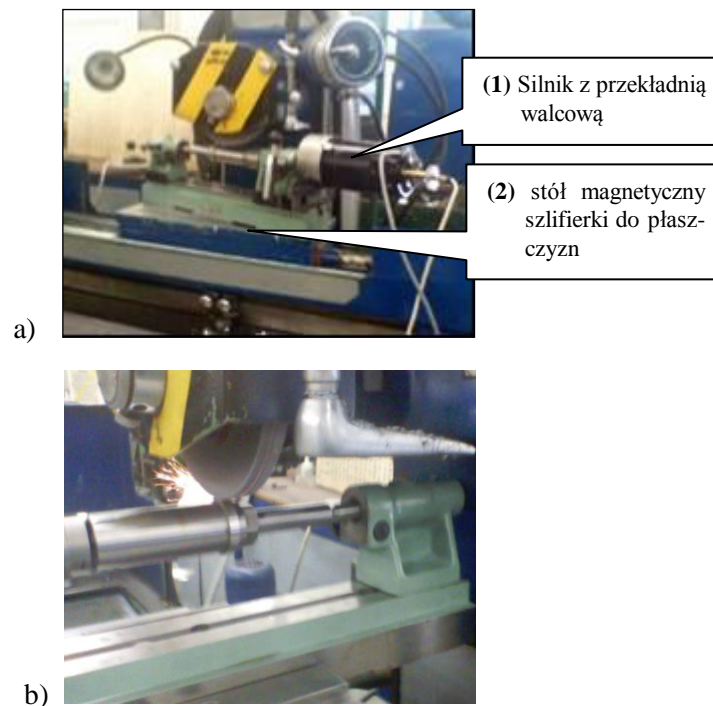 (1) Silnik z przekładnią
walcową
(2) stół magnetyczny
szlifierki do płasz-
czyzn
a)
b)